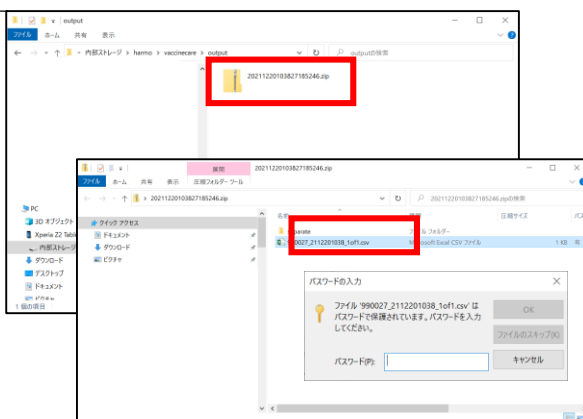 output
ファイル ホーム 共有 表示
内部ストレージ > harmo > vaccinecare > output
outputの検索
20211220103827185246.zip
展開 20211220103827185246.zip
ファイル ホーム 共有 表示 圧縮フォルダー ツール
20211220103827185246.zip
20211220103827185246.zipの検索
PC
3D オブジェクト
Xperia Z2 Tablet
内部ストレージ
ダウンロード
デスクトップ
1 個の項目
クイック アクセス
ドキュメント
ダウンロード
ピクチャ
圧縮サイズ
ファイル フォルダー
990027_2112201038_1of1.csv Microsoft Excel CSV ファイル 1 KB
パスワードの入力
ファイル '990027_2112201038_1of1.csv' は
パスワードで保護されています。パスワードを入力
してください。
OK
ファイルのスキップ(K)
パスワード(P):
キャンセル